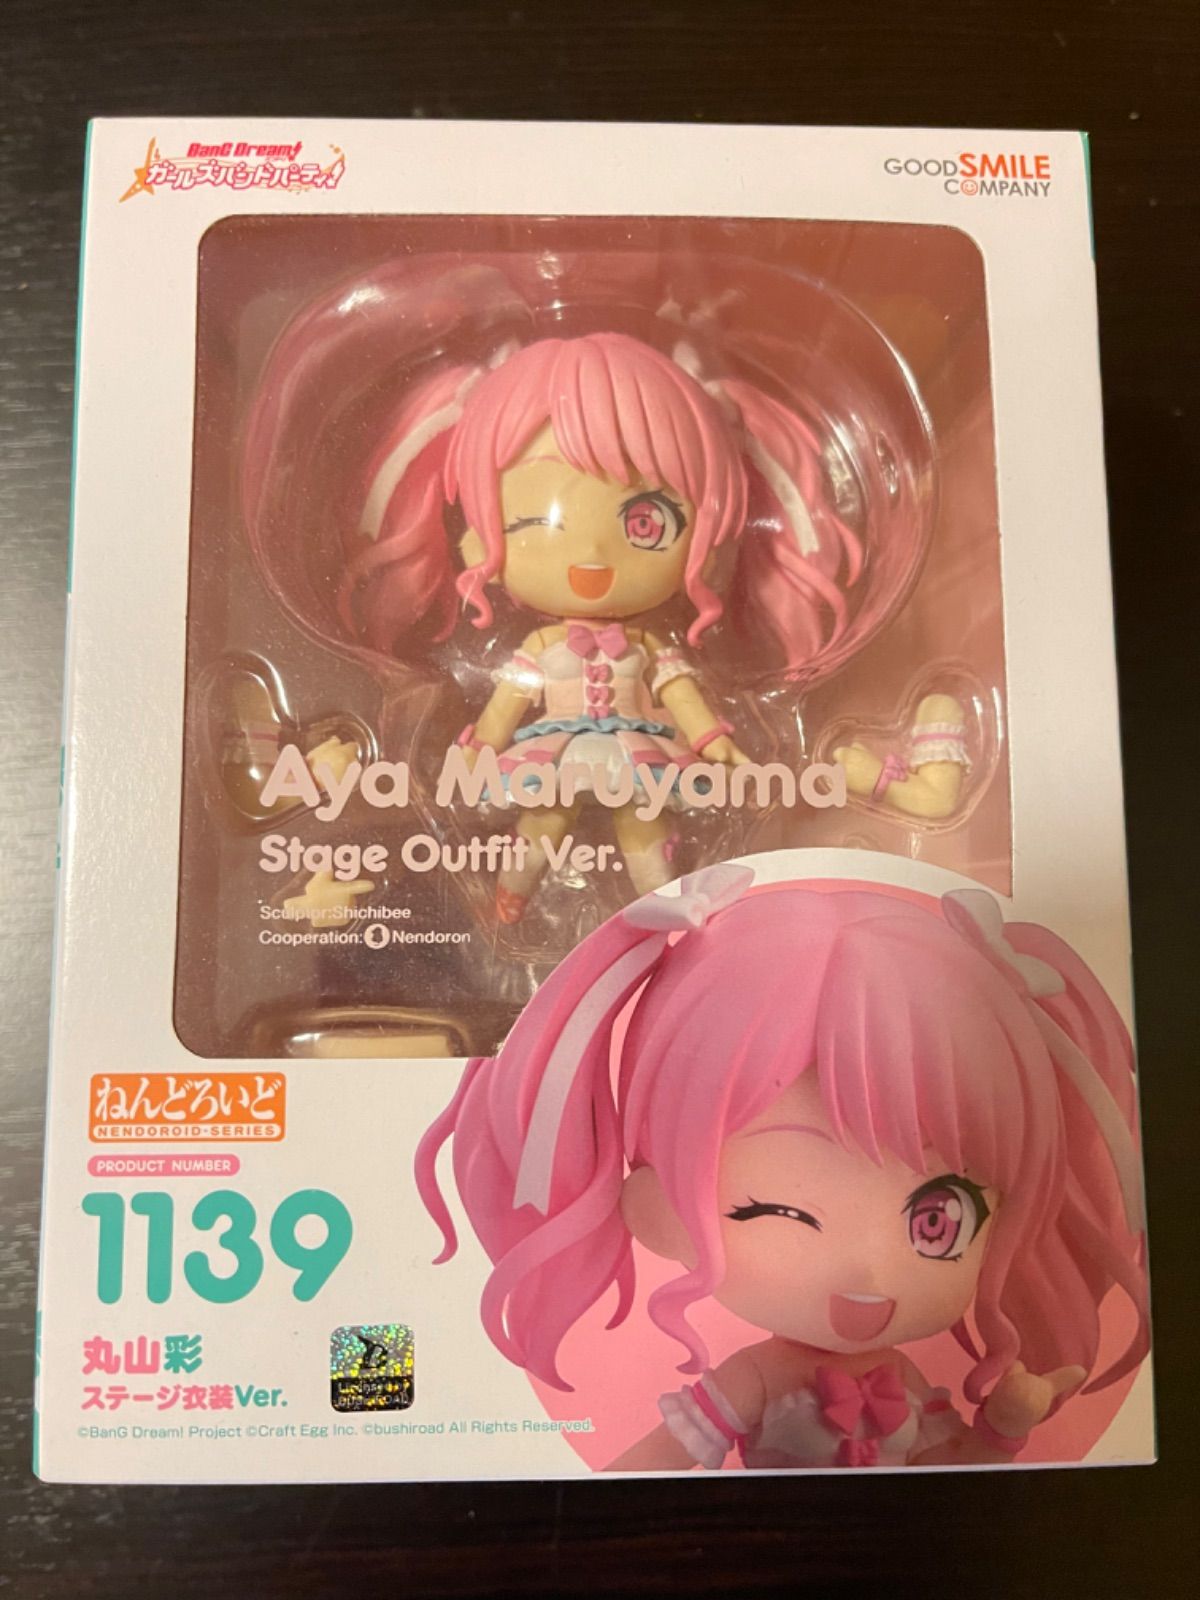 BanG Dream!
ガールズバンドパーティ!
GOOD SMILE
COMPANY
Aya Maruyama
Stage Outfit Ver.
Sculptor:Shichibee
Cooperation: Nendoron
ねんどろいど
NENDOROID-SERIES
PRODUCT NUMBER
1139
丸山彩
ステージ衣装Ver.
©BanG Dream! Project ©Craft Egg Inc. ©bushiroad All Rights Reserved.